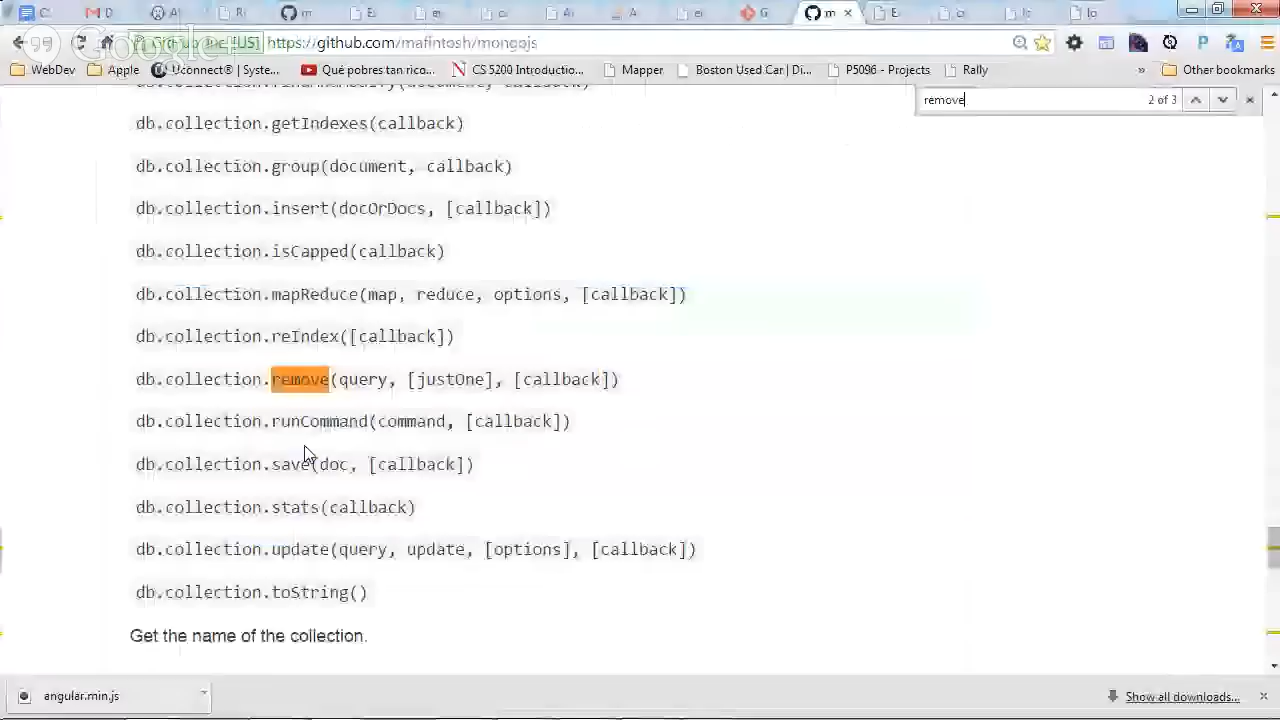 https://github.com/mafintosh/mongojs
WebDev
Apple
Uconnect® | Syste...
Qué pobres tan rico...
CS 5200 Introductio...
Mapper
Boston Used Car | Di...
P5096 - Projects
Rally
»
Other bookmarks
remove
2 of 3
db.collection.getIndexes(callback)
db.collection.group(document, callback)
db.collection.insert(docOrDocs, [callback])
db.collection.isCapped(callback)
db.collection.mapReduce(map, reduce, options, [callback])
db.collection.reIndex([callback])
db.collection.remove(query, [justOne], [callback])
db.collection.runCommand(command, [callback])
db.collection.save(doc, [callback])
db.collection.stats(callback)
db.collection.update(query, update, [options], [callback])
db.collection.toString()
Get the name of the collection.
angular.min.js
Show all downloads...